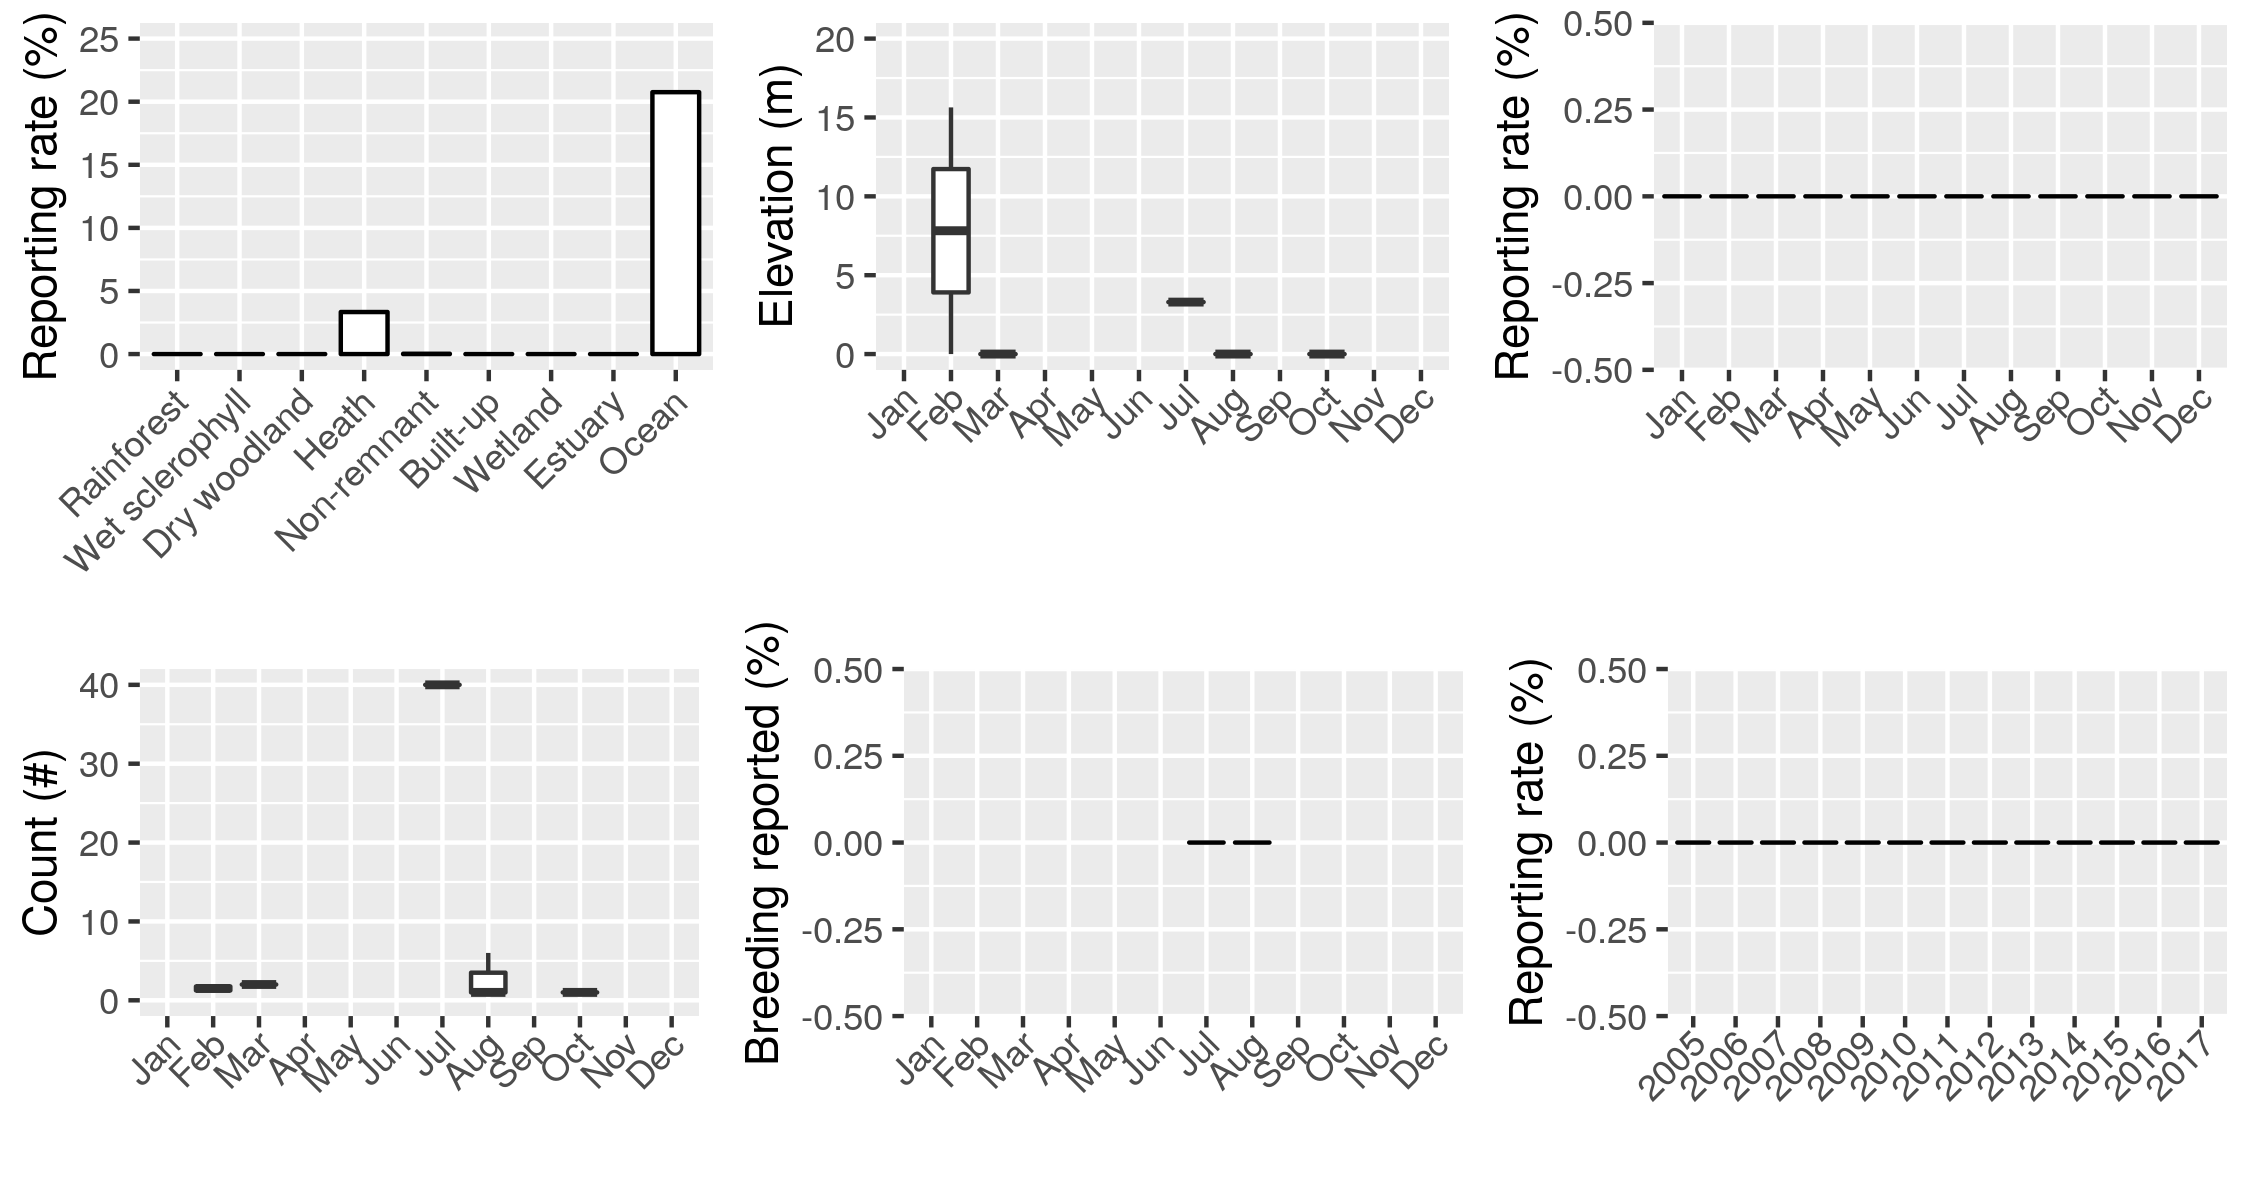 Reporting rate (%)
25
20
15
10
5
0
Rainforest
Wet sclerophyll
Dry woodland
Heath
Non-remnant
Built-up
Wetland
Estuary
Ocean
Elevation (m)
20
15
10
5
0
Jan
Feb
Mar
Apr
May
Jun
Jul
Aug
Sep
Oct
Nov
Dec
Reporting rate (%)
0.50
0.25
0.00
-0.25
-0.50
Jan
Feb
Mar
Apr
May
Jun
Jul
Aug
Sep
Oct
Nov
Dec
Count (#)
40
30
20
10
0
Jan
Feb
Mar
Apr
May
Jun
Jul
Aug
Sep
Oct
Nov
Dec
Breeding reported (%)
0.50
0.25
0.00
-0.25
-0.50
Jan
Feb
Mar
Apr
May
Jun
Jul
Aug
Sep
Oct
Nov
Dec
Reporting rate (%)
0.50
0.25
0.00
-0.25
-0.50
2005
2006
2007
2008
2009
2010
2011
2012
2013
2014
2015
2016
2017